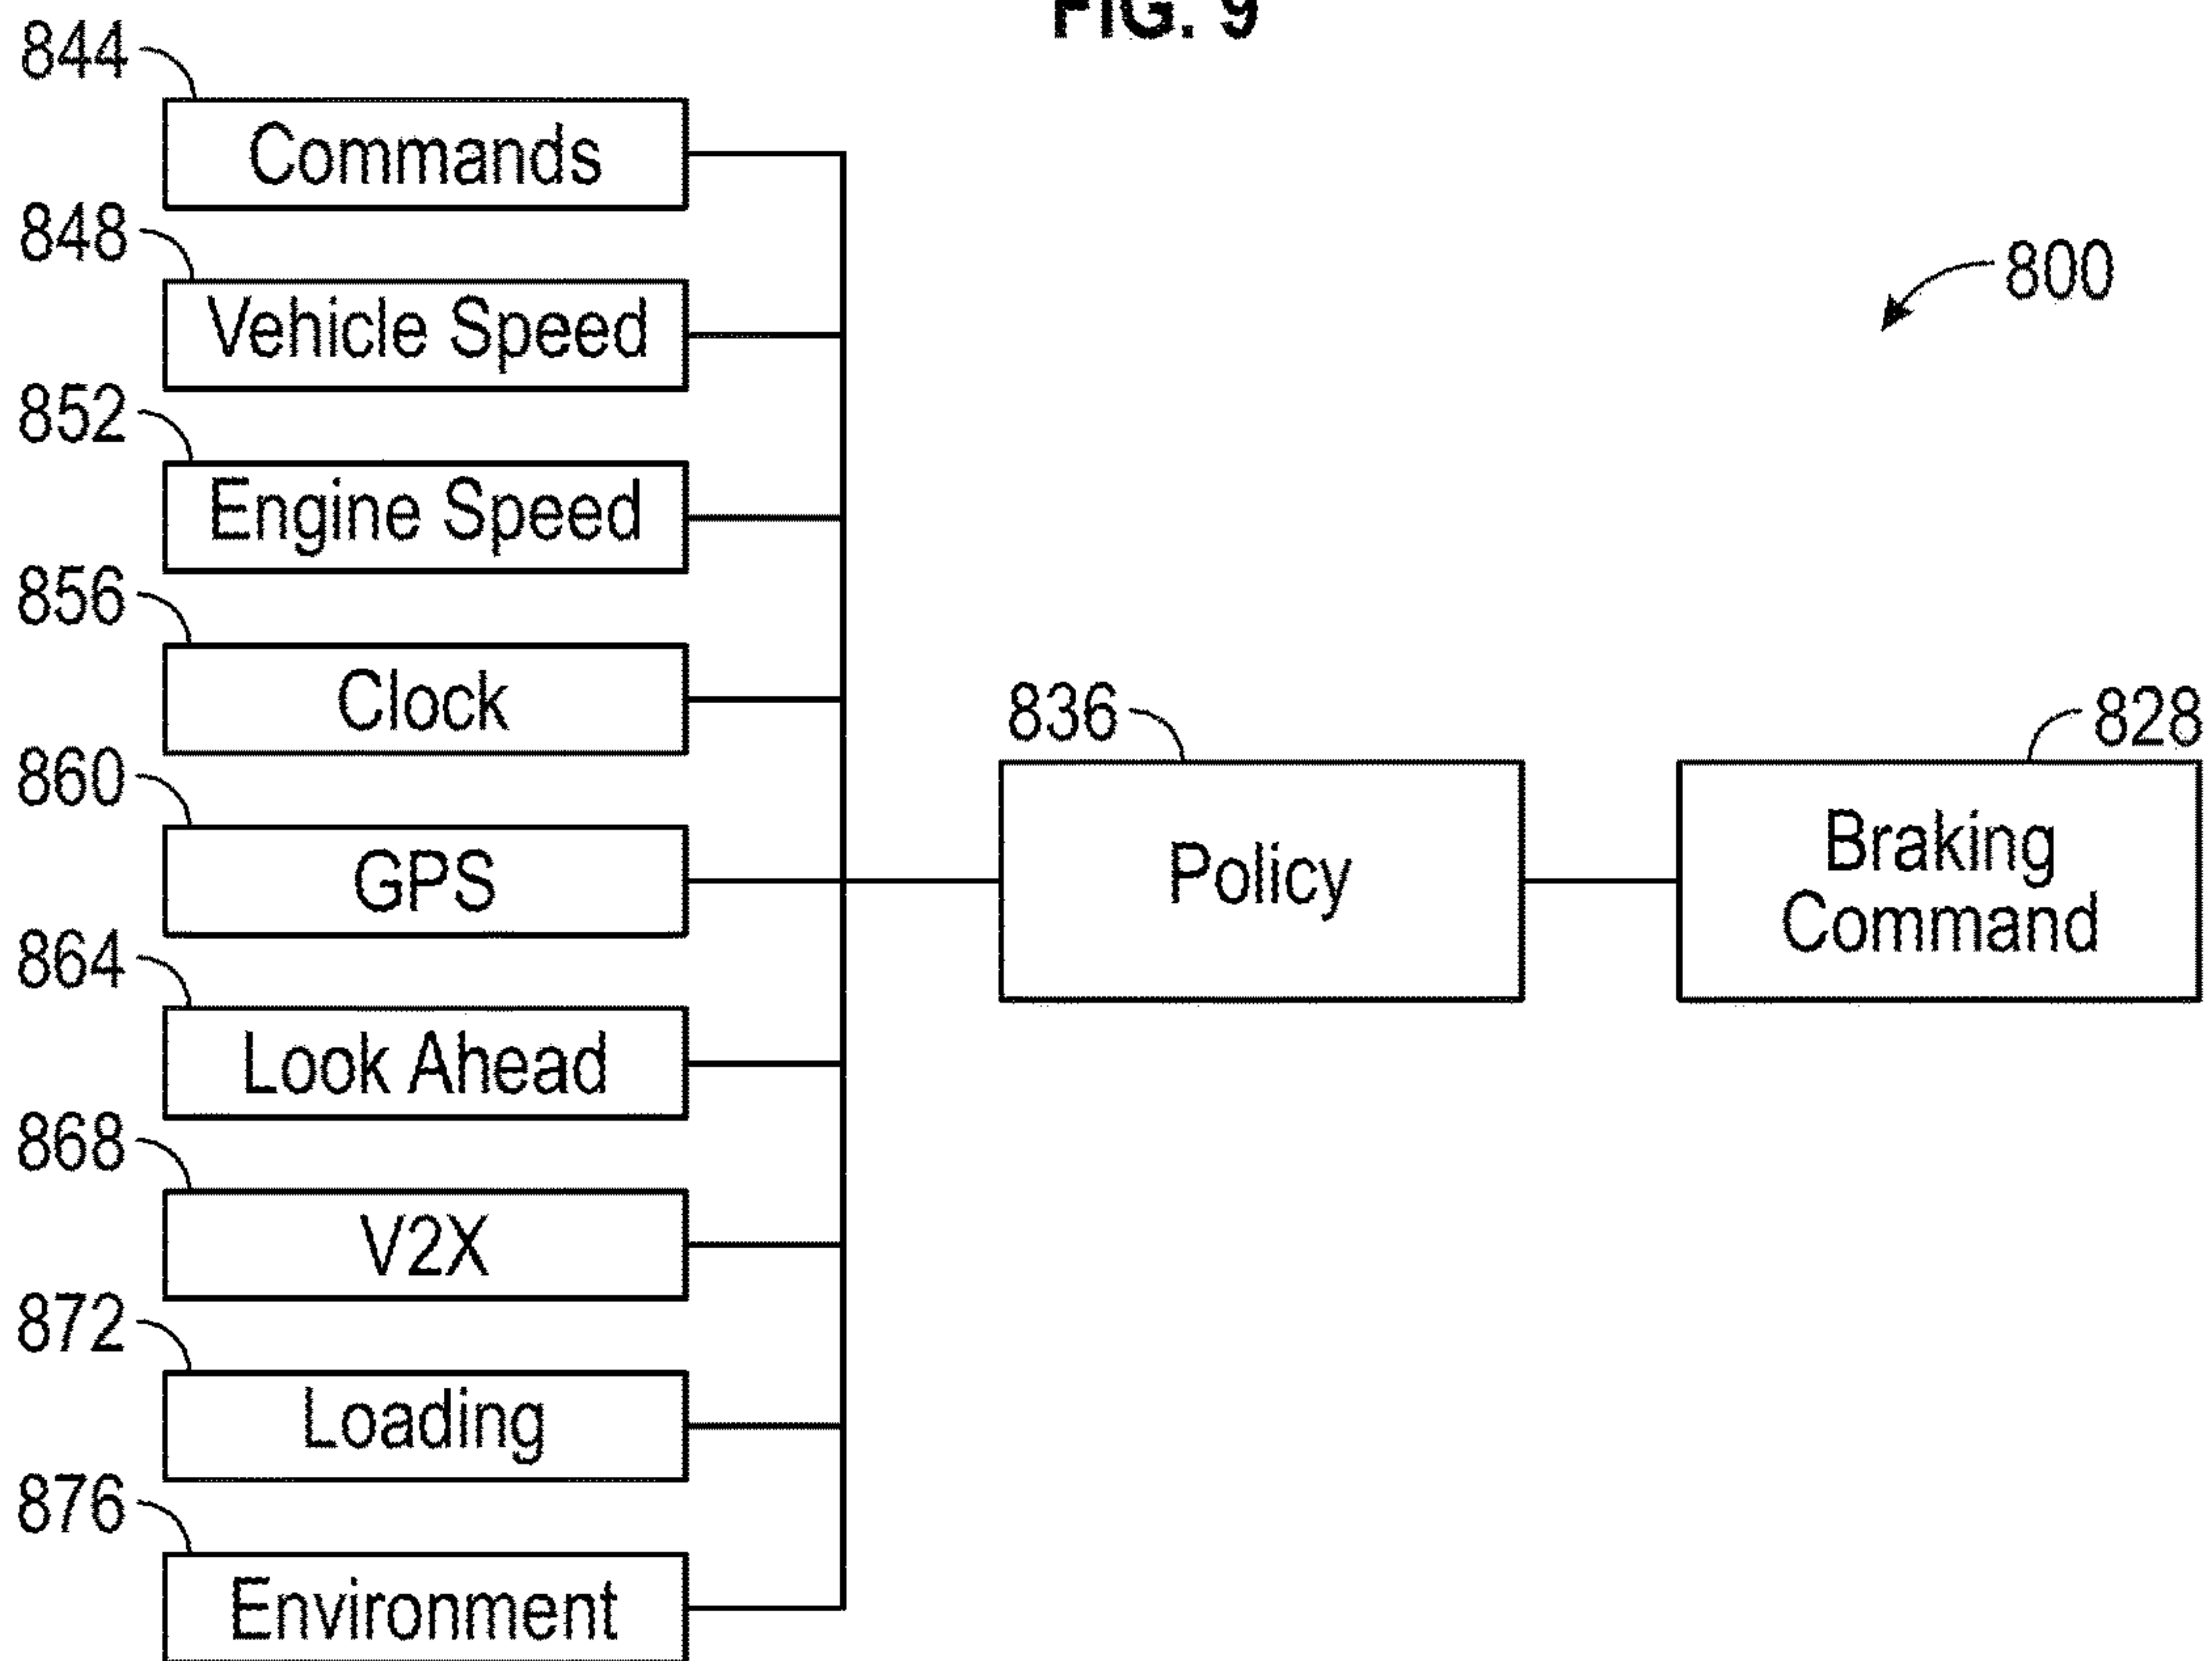 FIG. 9
844
Commands
848
Vehicle Speed
800
852
Engine Speed
856
Clock
836
828
860
GPS
Policy
Braking
Command
864
Look Ahead
868
V2X
872
Loading
876
Environment